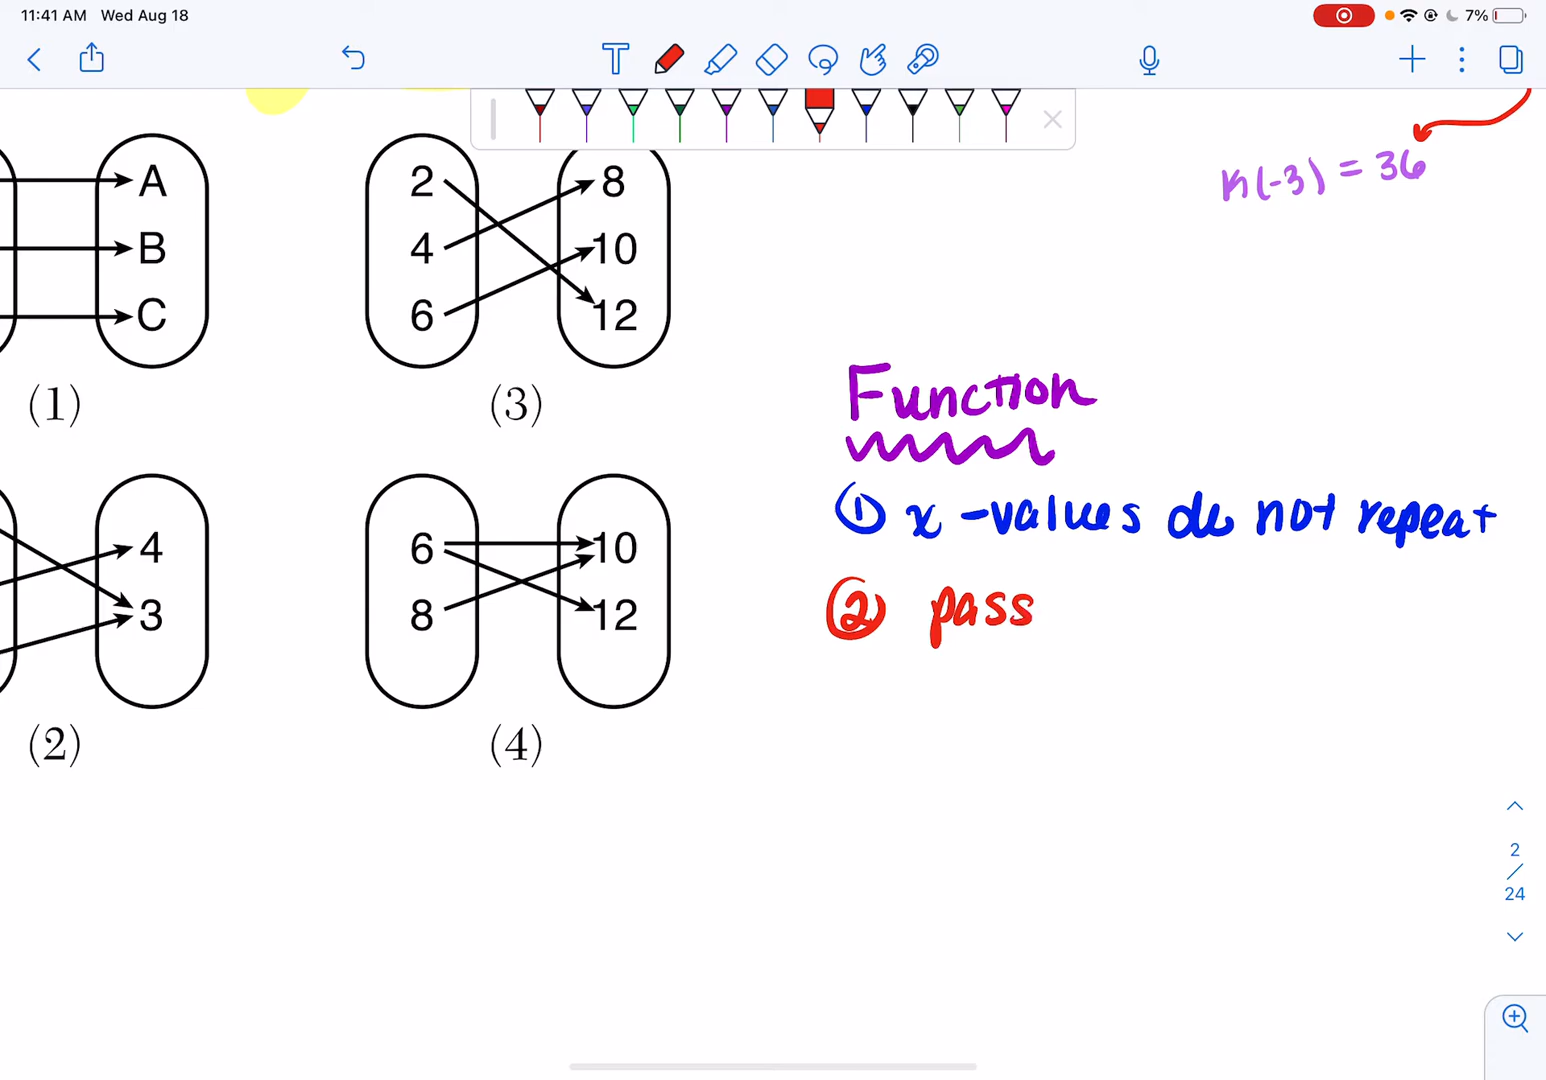 11:41 AM Wed Aug 18
7%
T
k(-3) = 36
A
B
C
(1)
2
4
6
8
10
12
(3)
Function
① x-values do not repeat
② pass
4
3
(2)
6
8
10
12
(4)
2
/
24